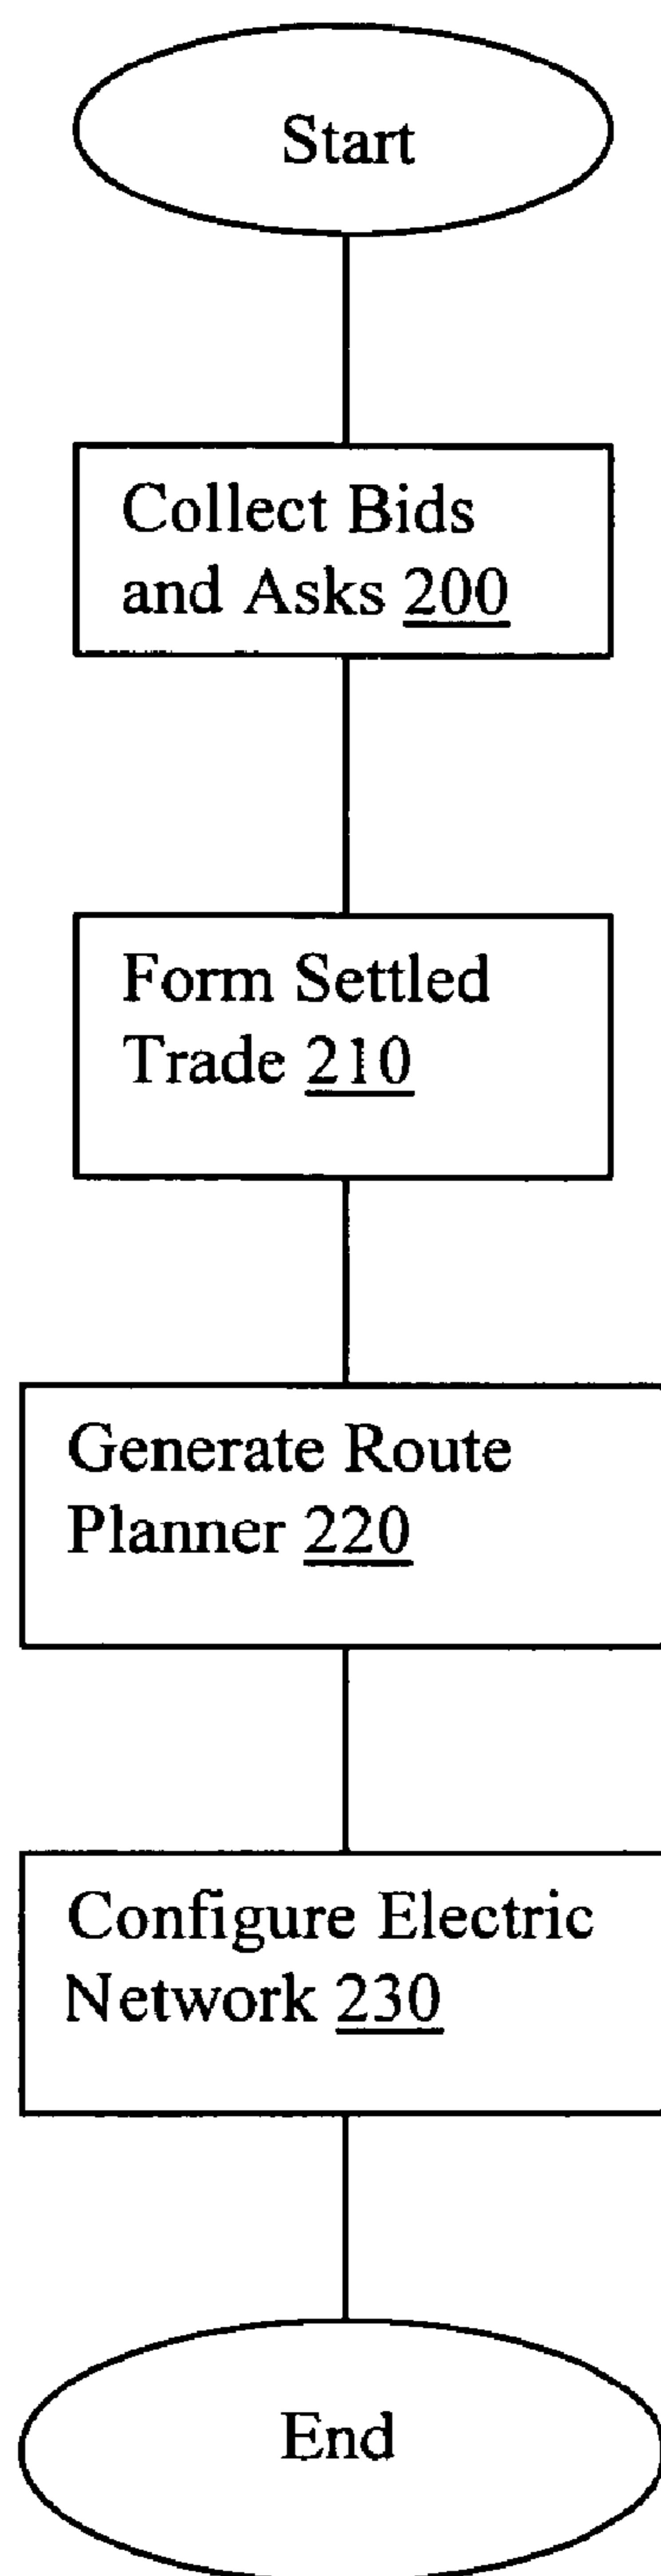 Start
Collect Bids
and Asks 200
Form Settled
Trade 210
Generate Route
Planner 220
Configure Electric
Network 230
End